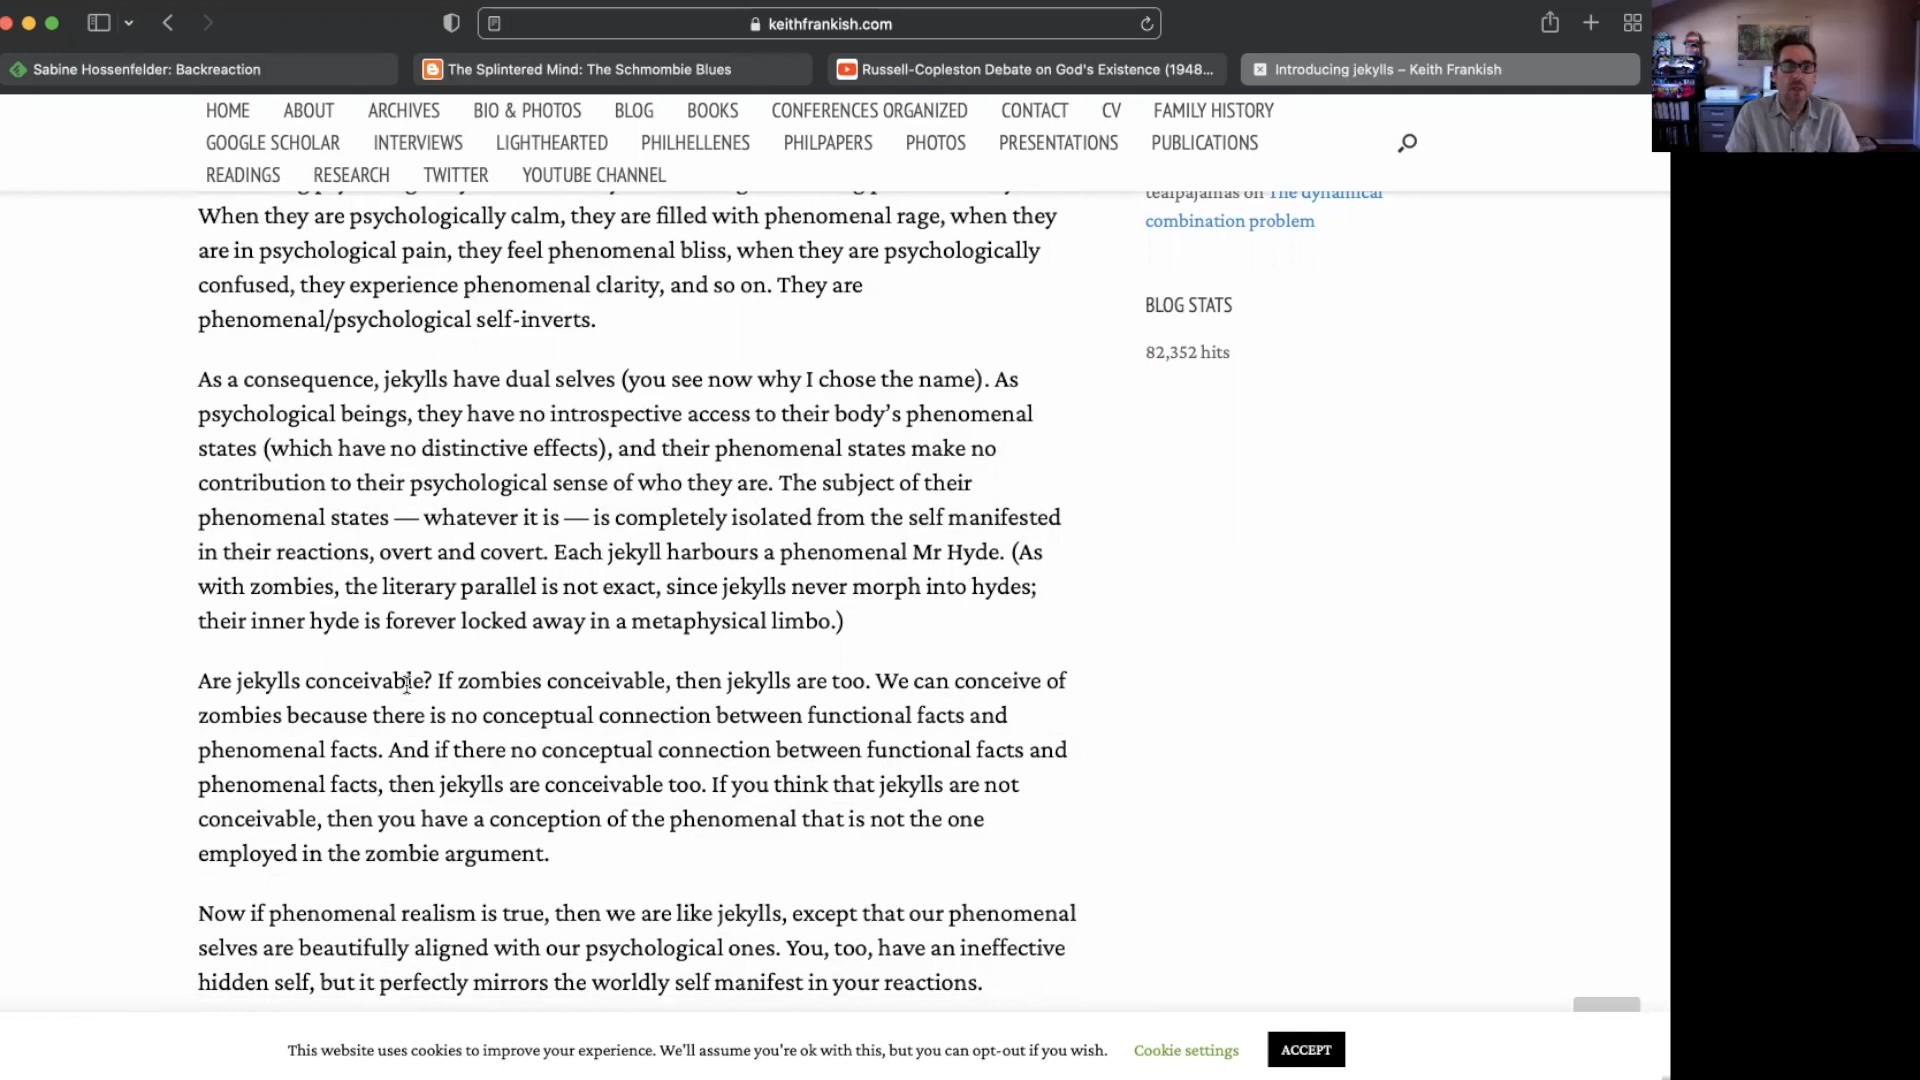 keithfrankish.com
Sabine Hossenfelder: Backreaction
The Splintered Mind: The Schmombie Blues
Russell-Copleston Debate on God's Existence (1948...
Introducing jekylls – Keith Frankish
HOME ABOUT ARCHIVES BIO & PHOTOS BLOG BOOKS CONFERENCES ORGANIZED CONTACT CV FAMILY HISTORY
GOOGLE SCHOLAR INTERVIEWS LIGHTHEARTED PHILHELLENES PHILPAPERS PHOTOS PRESENTATIONS PUBLICATIONS
READINGS RESEARCH TWITTER YOUTUBE CHANNEL
When they are psychologically calm, they are filled with phenomenal rage, when they
are in psychological pain, they feel phenomenal bliss, when they are psychologically
confused, they experience phenomenal clarity, and so on. They are
phenomenal/psychological self-inverts.
As a consequence, jekylls have dual selves (you see now why I chose the name). As
psychological beings, they have no introspective access to their body’s phenomenal
states (which have no distinctive effects), and their phenomenal states make no
contribution to their psychological sense of who they are. The subject of their
phenomenal states — whatever it is — is completely isolated from the self manifested
in their reactions, overt and covert. Each jekyll harbours a phenomenal Mr Hyde. (As
with zombies, the literary parallel is not exact, since jekylls never morph into hydes;
their inner hyde is forever locked away in a metaphysical limbo.)
Are jekylls conceivable? If zombies conceivable, then jekylls are too. We can conceive of
zombies because there is no conceptual connection between functional facts and
phenomenal facts. And if there no conceptual connection between functional facts and
phenomenal facts, then jekylls are conceivable too. If you think that jekylls are not
conceivable, then you have a conception of the phenomenal that is not the one
employed in the zombie argument.
Now if phenomenal realism is true, then we are like jekylls, except that our phenomenal
selves are beautifully aligned with our psychological ones. You, too, have an ineffective
hidden self, but it perfectly mirrors the worldly self manifest in your reactions.
tealpajamas on The dynamical
combination problem
BLOG STATS
82,352 hits
This website uses cookies to improve your experience. We'll assume you're ok with this, but you can opt-out if you wish. Cookie settings ACCEPT